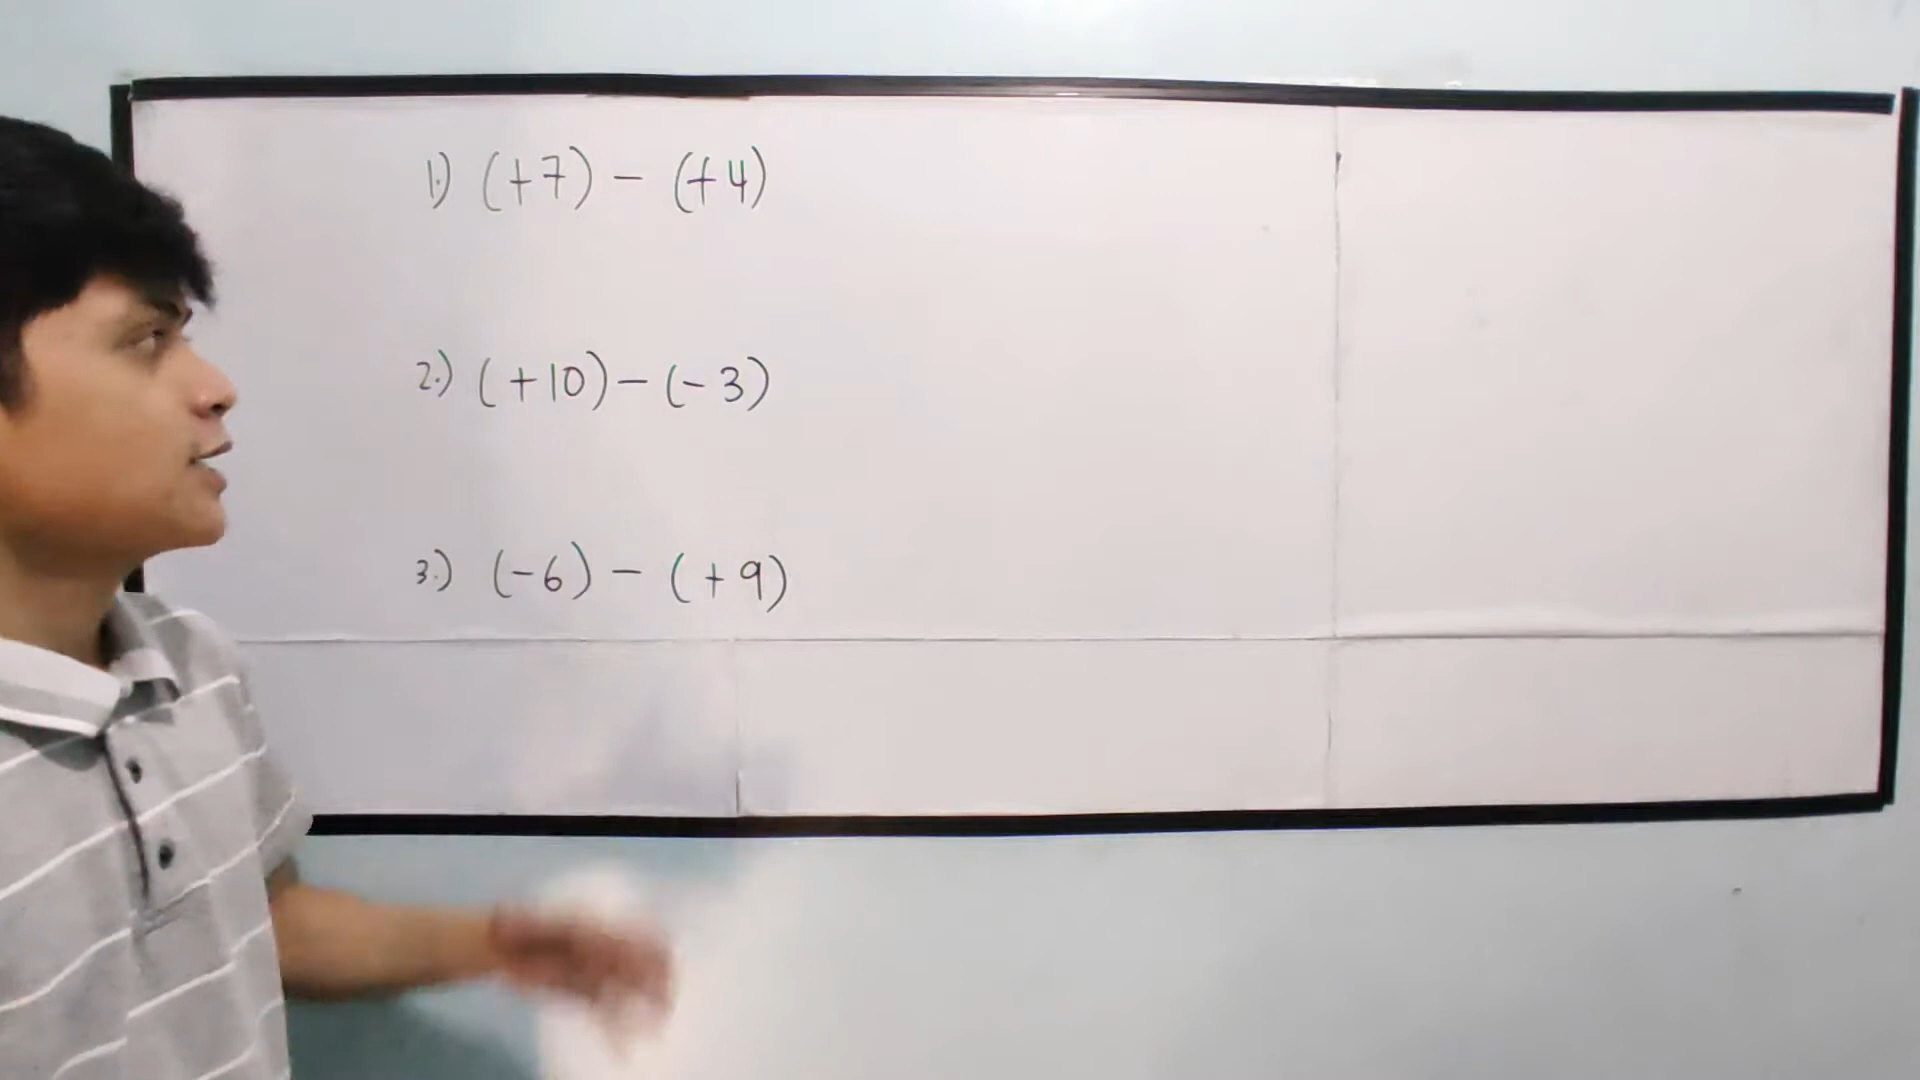 1.) (+7) - (+4)
2.) (+10) - (-3)
3.) (-6) - (+9)